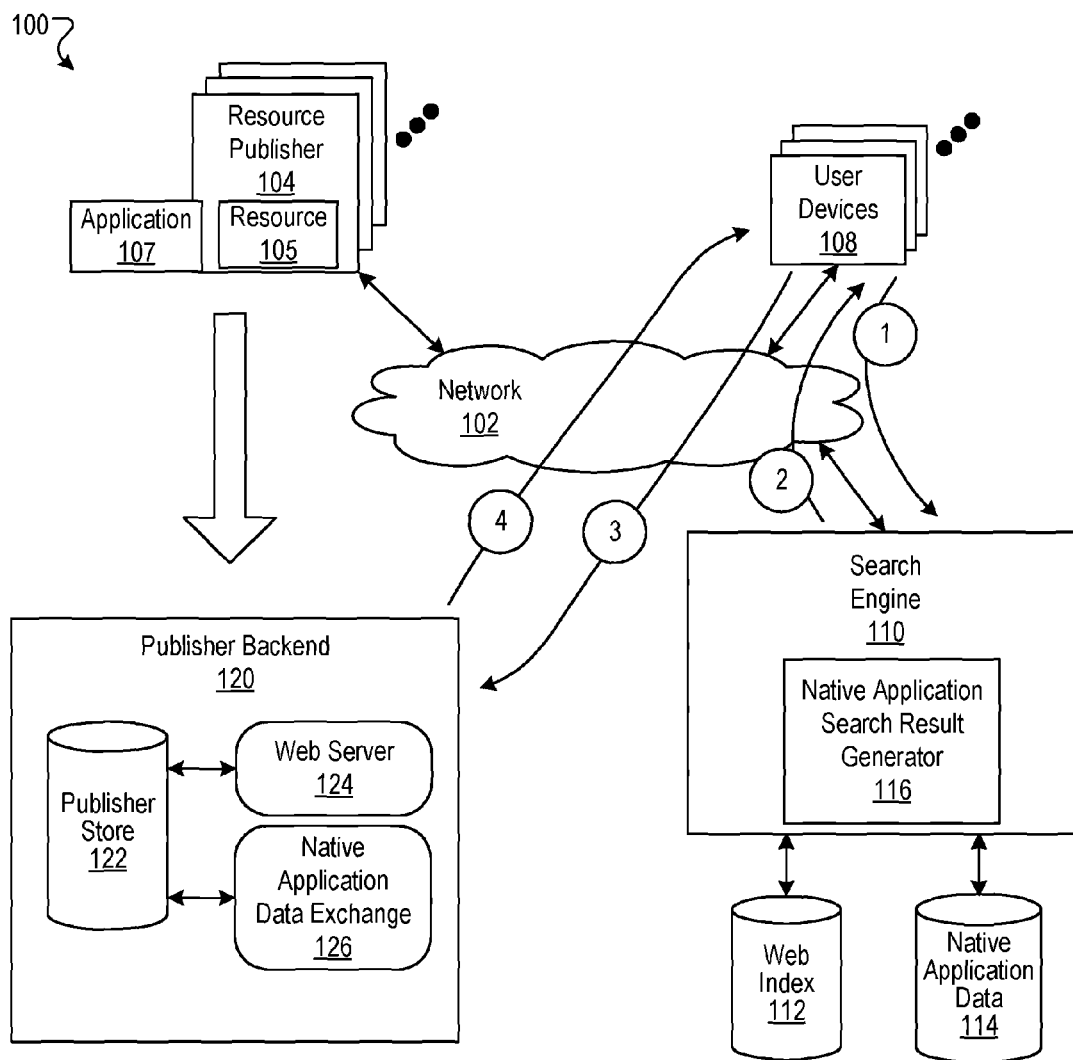 100
Resource
Publisher
104
Application
107
Resource
105
User
Devices
108
1
Network
102
2
4
3
Search
Engine
110
Native Application
Search Result
Generator
116
Publisher Backend
120
Web Server
124
Publisher
Store
122
Native
Application
Data Exchange
126
Web
Index
112
Native
Application
Data
114